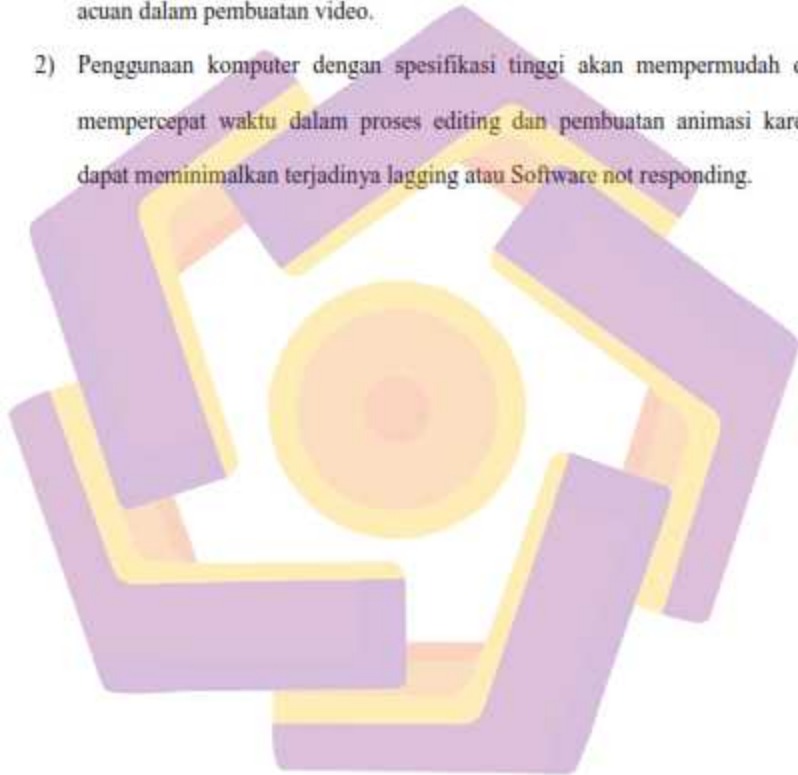 acuan dalam pembuatan video.
2) Penggunaan komputer dengan spesifikasi tinggi akan mempermudah
mempercepat waktu dalam proses editing dan pembuatan animasi
dapat meminimalkan terjadinya lagging atau Software not responding.